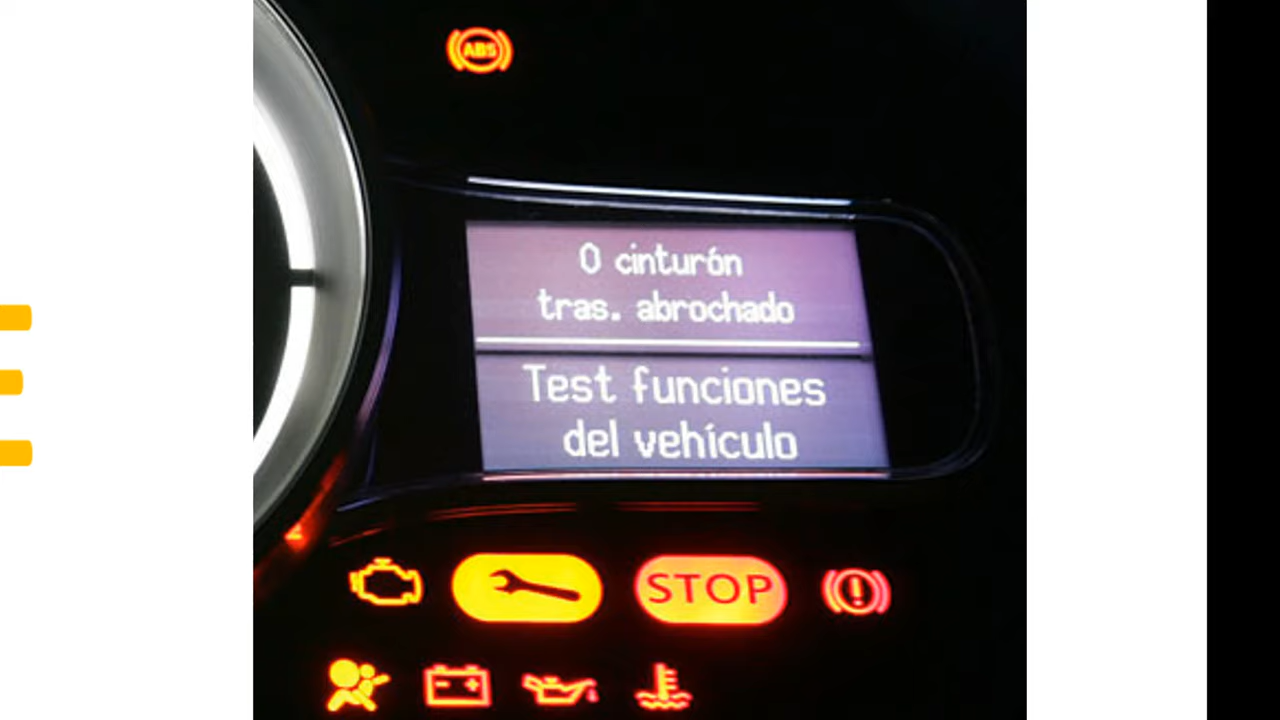 ABS
0 cinturón
tras. abrochado
Test funciones
del vehículo
STOP